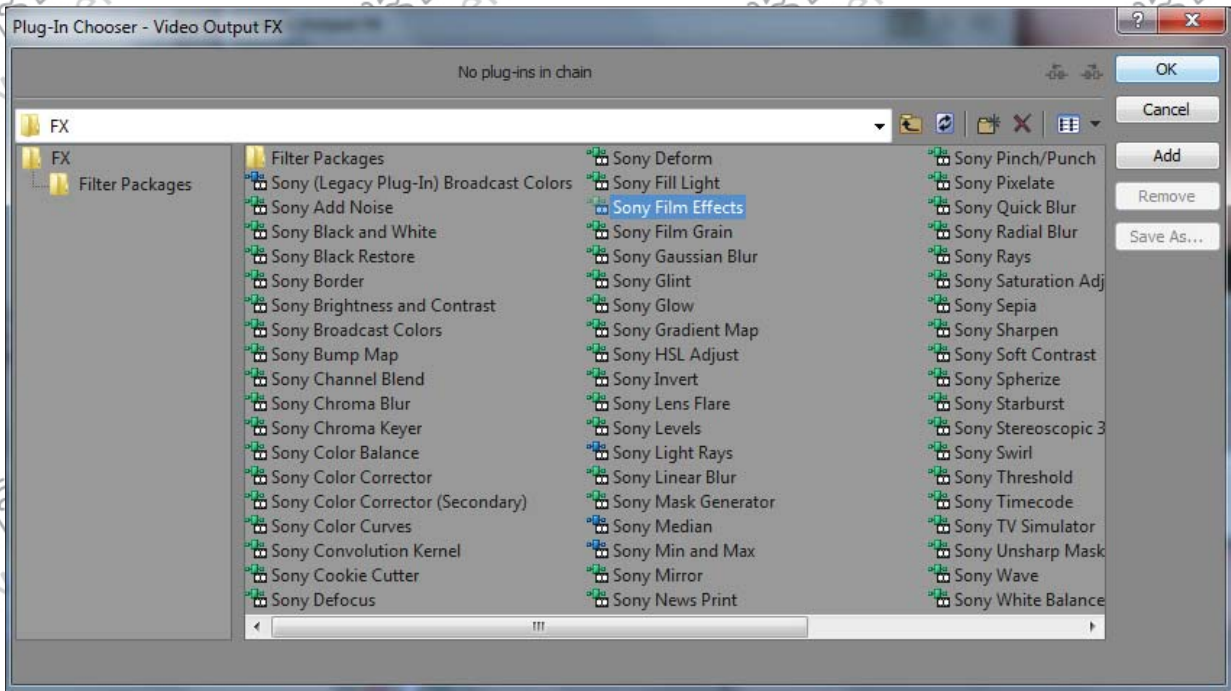 Plug-In Chooser - Video Output FX
No plug-ins in chain
OK
FX
Cancel
FX
Filter Packages
Add
Remove
Save As...
Filter Packages
Sony (Legacy Plug-In) Broadcast Colors
Sony Add Noise
Sony Black and White
Sony Black Restore
Sony Border
Sony Brightness and Contrast
Sony Broadcast Colors
Sony Bump Map
Sony Channel Blend
Sony Chroma Blur
Sony Chroma Keyer
Sony Color Balance
Sony Color Corrector
Sony Color Corrector (Secondary)
Sony Color Curves
Sony Convolution Kernel
Sony Cookie Cutter
Sony Defocus
Sony Deform
Sony Fill Light
Sony Film Effects
Sony Film Grain
Sony Gaussian Blur
Sony Glint
Sony Glow
Sony Gradient Map
Sony HSL Adjust
Sony Invert
Sony Lens Flare
Sony Levels
Sony Light Rays
Sony Linear Blur
Sony Mask Generator
Sony Median
Sony Min and Max
Sony Mirror
Sony News Print
Sony Pinch/Punch
Sony Pixelate
Sony Quick Blur
Sony Radial Blur
Sony Rays
Sony Saturation Adj
Sony Sepia
Sony Sharpen
Sony Soft Contrast
Sony Spherize
Sony Starburst
Sony Stereoscopic 3
Sony Swirl
Sony Threshold
Sony Timecode
Sony TV Simulator
Sony Unsharp Mask
Sony Wave
Sony White Balance